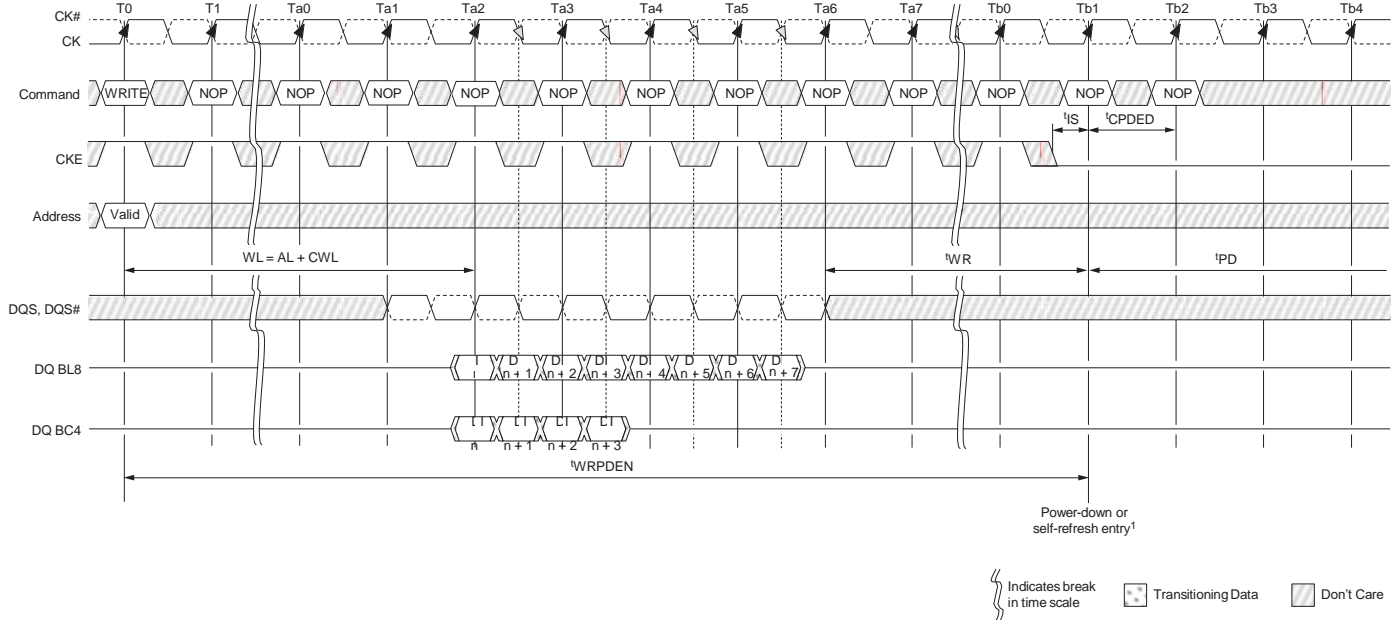 T0 T1 Ta0 Ta1 Ta2 Ta3 Ta4 Ta5 Ta6 Ta7 Tb0 Tb1 Tb2 Tb3 Tb4
CK#
CK
Command WRITE NOP NOP NOP NOP NOP NOP NOP NOP NOP NOP NOP NOP
tIS tCPDED
CKE
Address Valid
WL = AL + CWL tWR tPD
DQS, DQS#
DQ BL8
D DI DI DI D D D
n + 1 n + 2 n + 3 n + 4 n + 5 n + 6 n + 7
DQ BC4
n n + 1 n + 2 n + 3
tWRPDEN
Power-down or
self-refresh entry1
Indicates break
in time scale
Transitioning Data
Don't Care